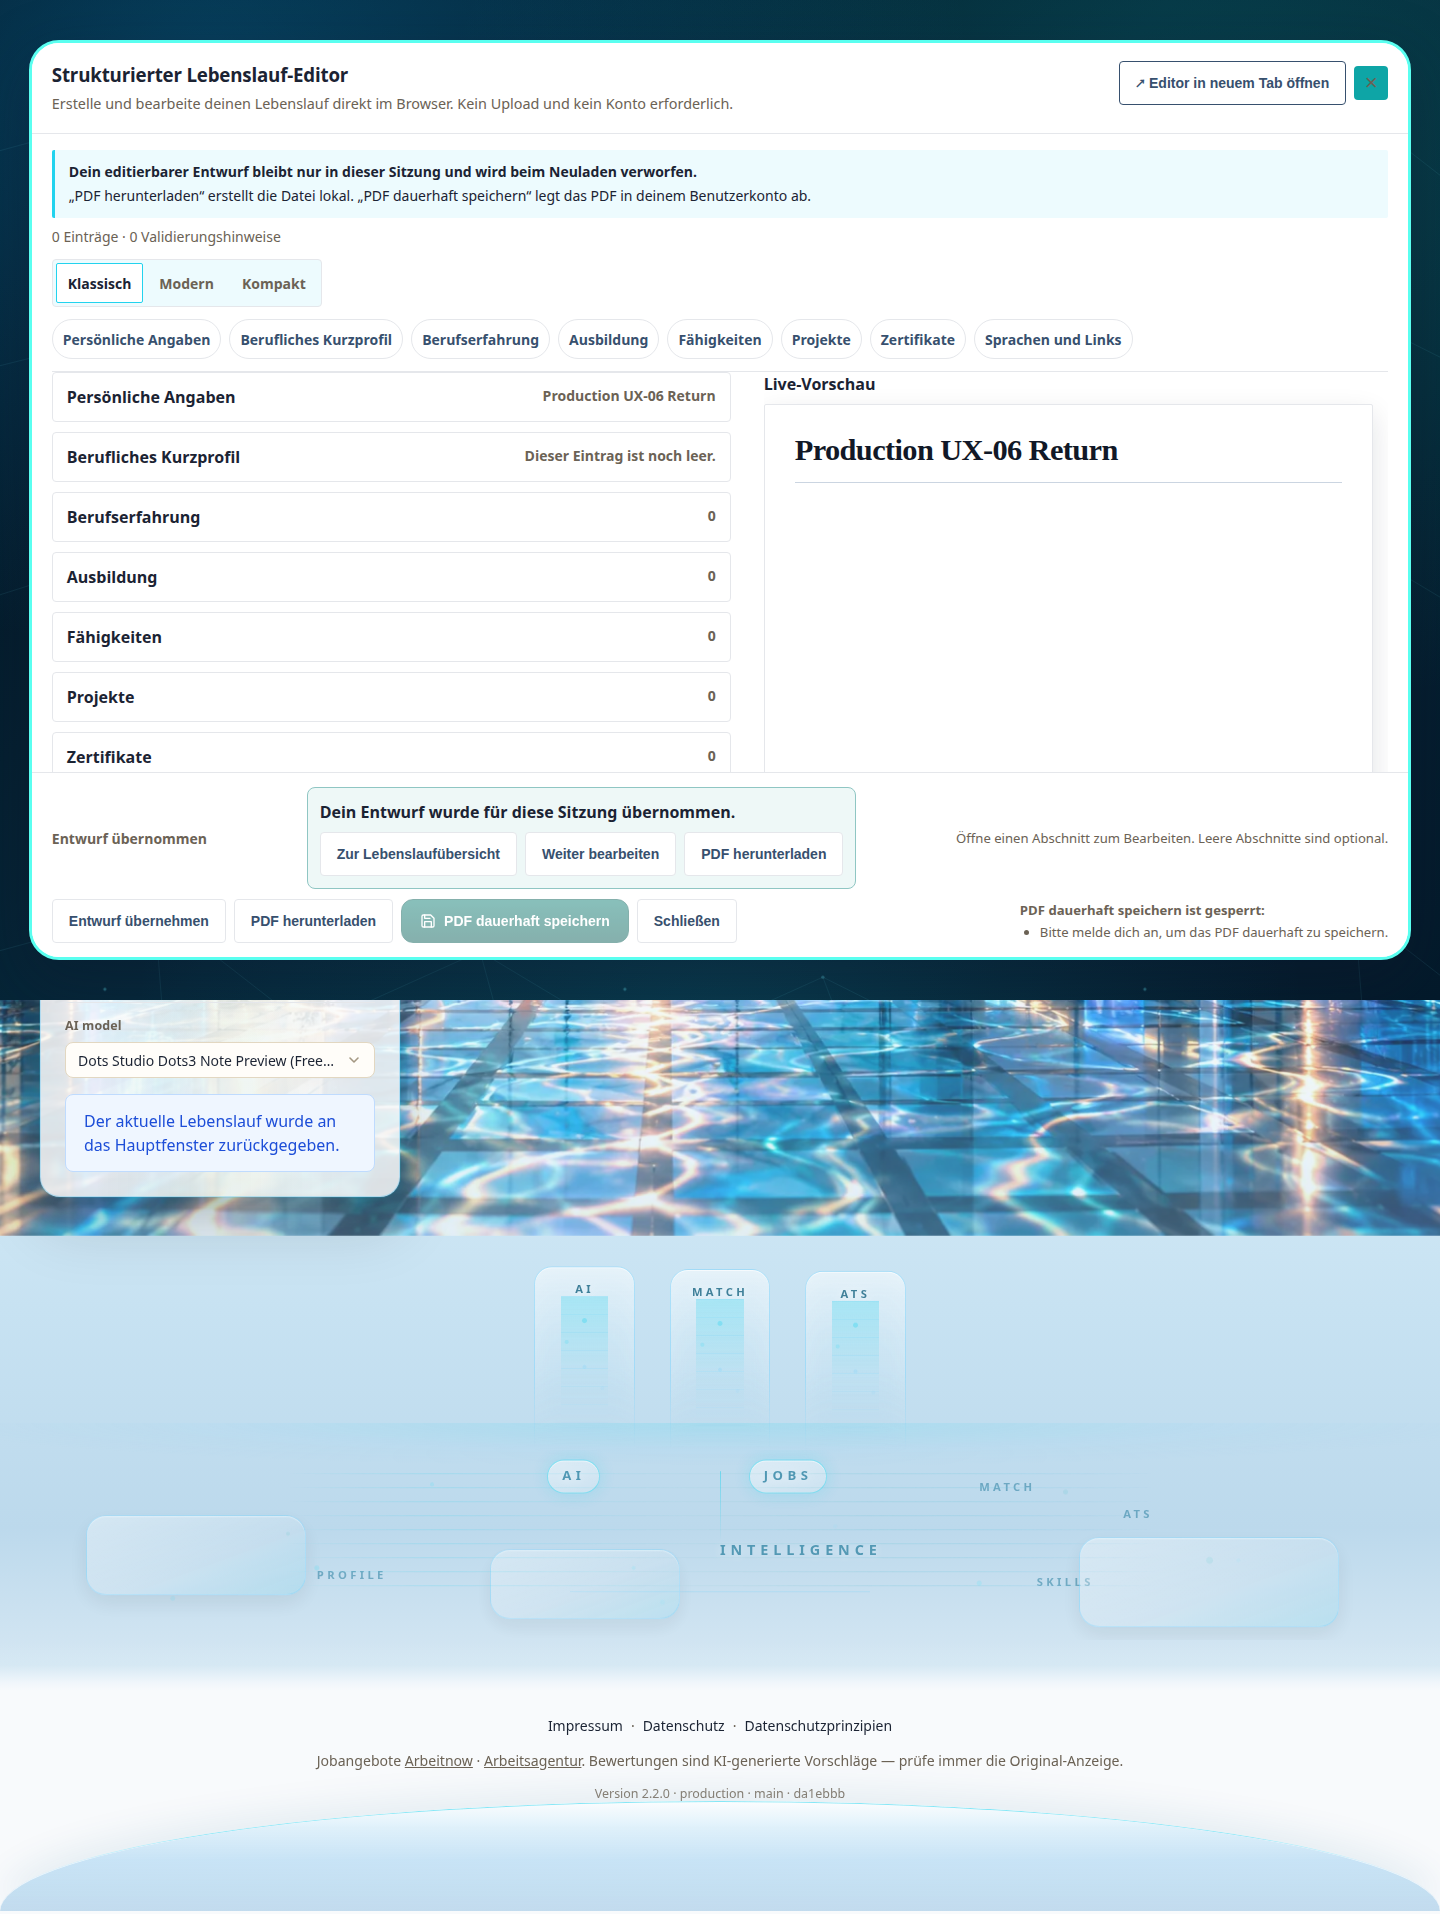 Strukturierter Lebenslauf-Editor
Erstelle und bearbeite deinen Lebenslauf direkt im Browser. Kein Upload und kein Konto erforderlich.
↗ Editor in neuem Tab öffnen
✕
Dein editierbarer Entwurf bleibt nur in dieser Sitzung und wird beim Neuladen verworfen.
„PDF herunterladen“ erstellt die Datei lokal. „PDF dauerhaft speichern“ legt das PDF in deinem Benutzerkonto ab.
0 Einträge · 0 Validierungshinweise
Klassisch Modern Kompakt
Persönliche Angaben Berufliches Kurzprofil Berufserfahrung Ausbildung Fähigkeiten Projekte Zertifikate Sprachen und Links
Persönliche Angaben Production UX-06 Return
Berufliches Kurzprofil Dieser Eintrag ist noch leer.
Berufserfahrung 0
Ausbildung 0
Fähigkeiten 0
Projekte 0
Zertifikate 0
Live-Vorschau
Production UX-06 Return
Entwurf übernommen
Dein Entwurf wurde für diese Sitzung übernommen.
Zur Lebenslaufübersicht Weiter bearbeiten PDF herunterladen
Öffne einen Abschnitt zum Bearbeiten. Leere Abschnitte sind optional.
Entwurf übernehmen PDF herunterladen PDF dauerhaft speichern Schließen
PDF dauerhaft speichern ist gesperrt:
• Bitte melde dich an, um das PDF dauerhaft zu speichern.
AI model
Dots Studio Dots3 Note Preview (Free...
Der aktuelle Lebenslauf wurde an
das Hauptfenster zurückgegeben.
AI MATCH ATS
AI JOBS
MATCH
ATS
INTELLIGENCE
PROFILE
SKILLS
Impressum · Datenschutz · Datenschutzprinzipien
Jobangebote Arbeitnow · Arbeitsagentur. Bewertungen sind KI-generierte Vorschläge — prüfe immer die Original-Anzeige.
Version 2.2.0 · production · main · da1ebbb